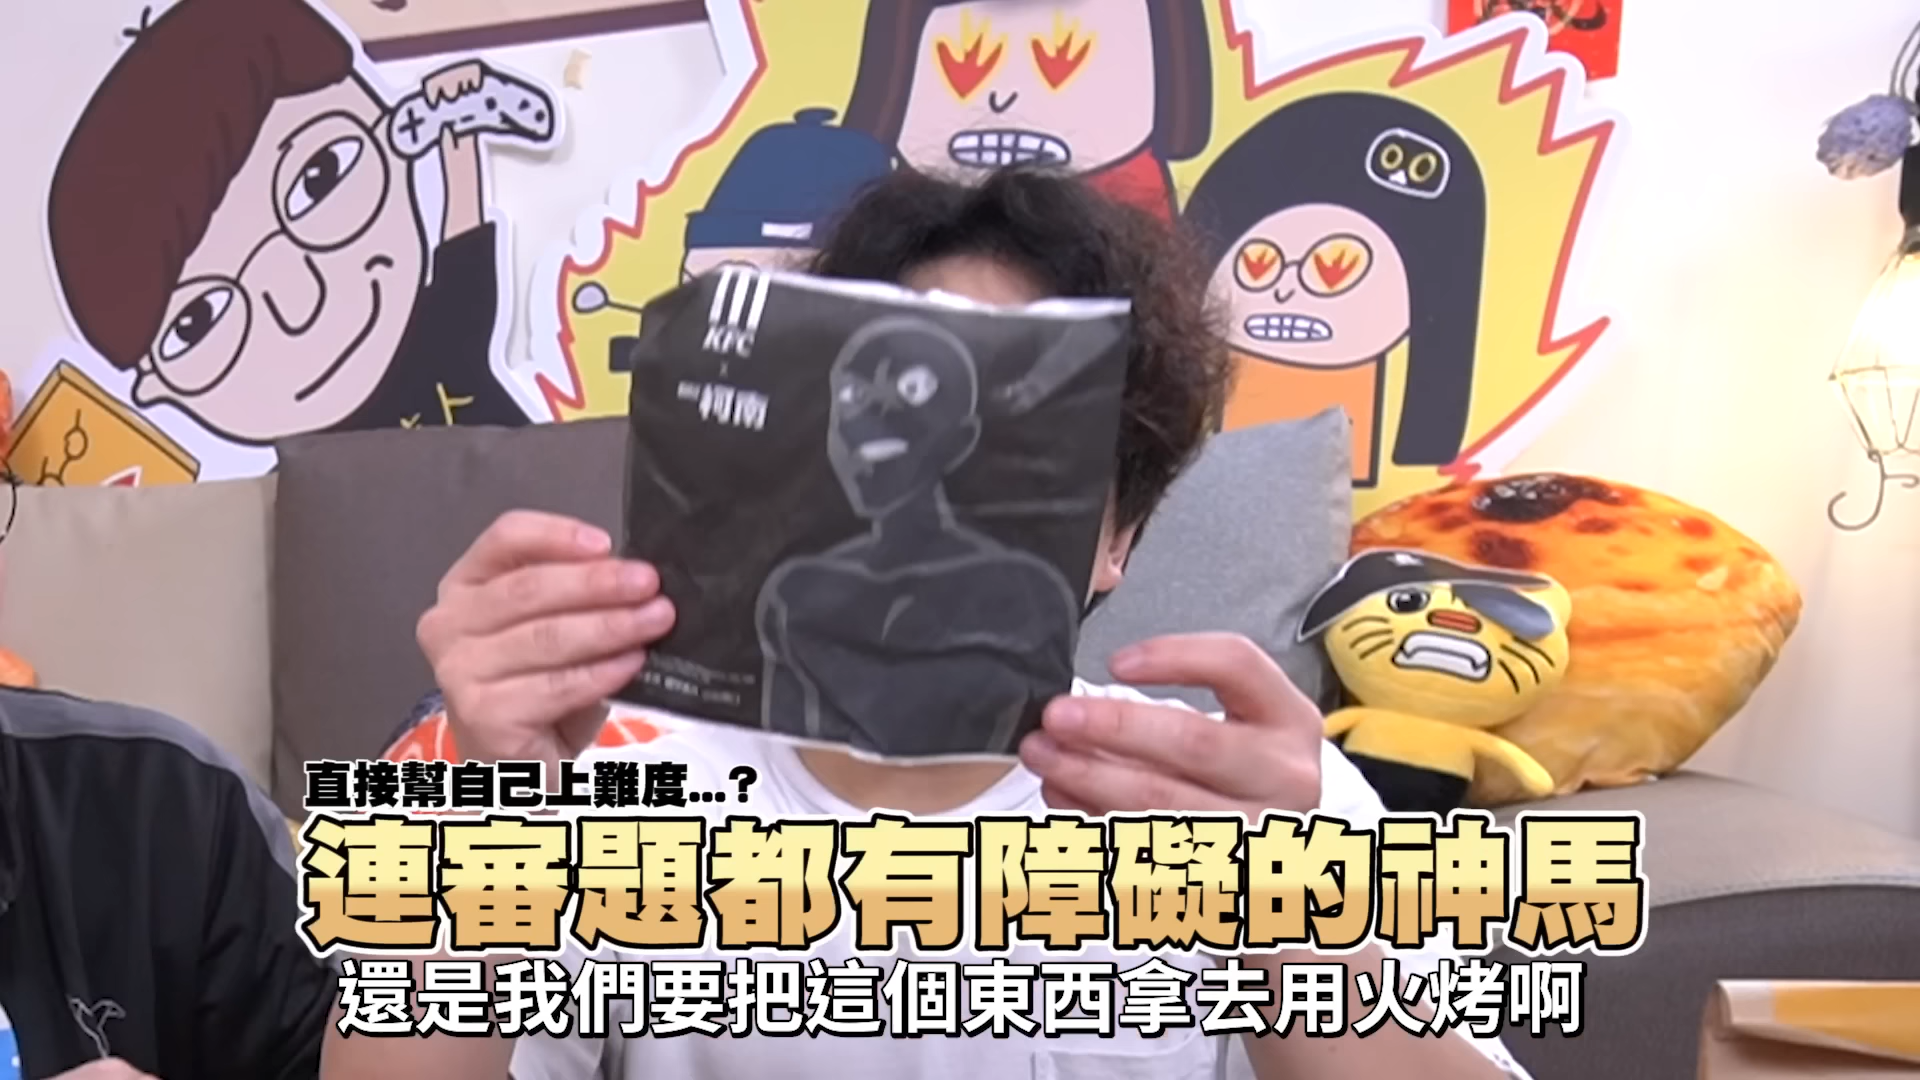 KFC
x
柯南
直接幫自己上難度...?
連審題都有障礙的神馬
還是我們要把這個東西拿去用火烤啊